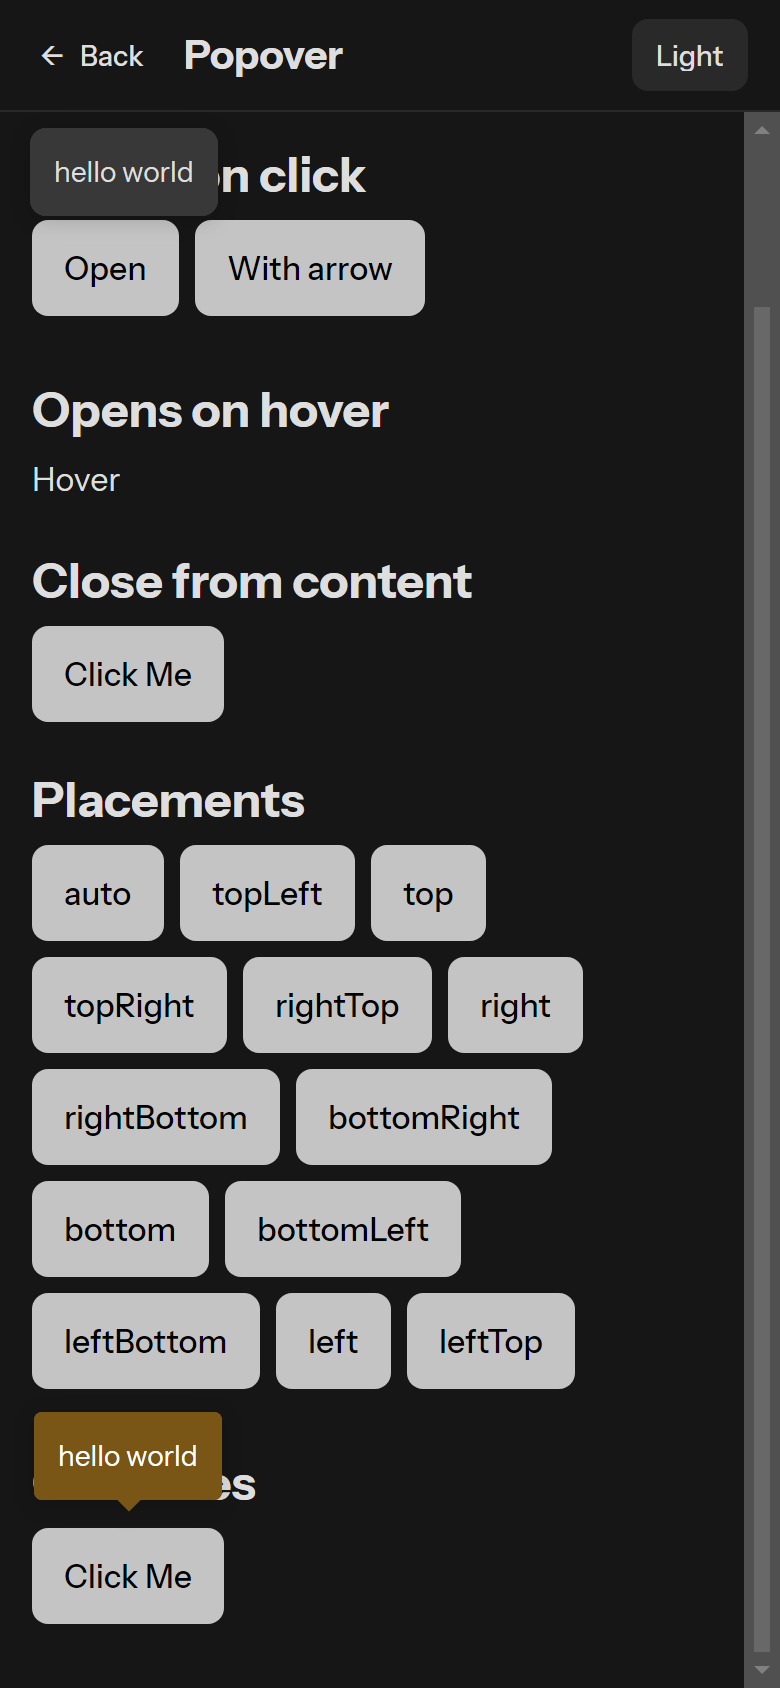 ← Back Popover Light
hello world
on click
Open With arrow
Opens on hover
Hover
Close from content
Click Me
Placements
auto topLeft top
topRight rightTop right
rightBottom bottomRight
bottom bottomLeft
leftBottom left leftTop
hello world
Click Me